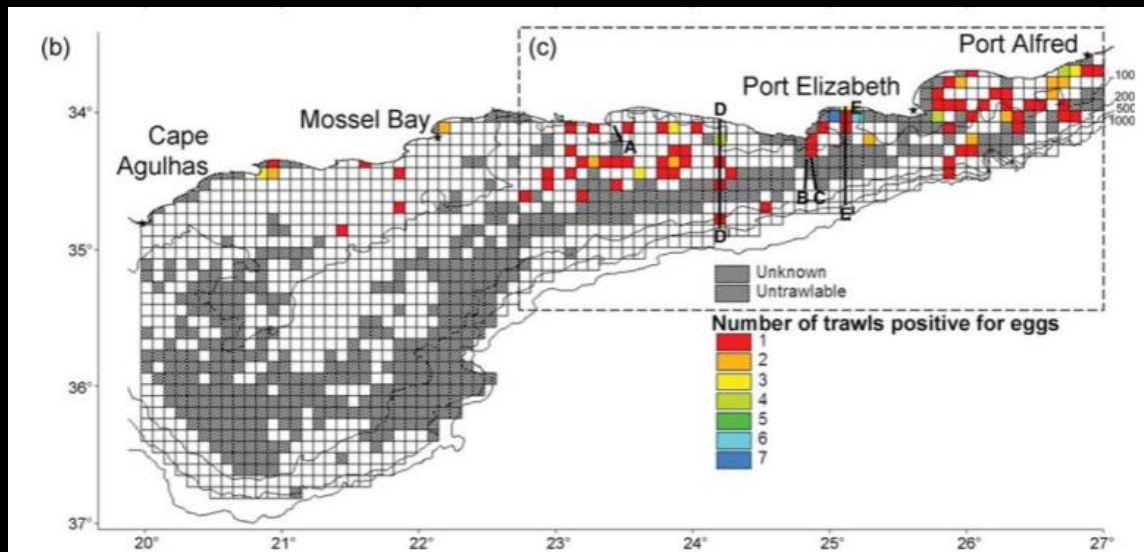 (b)
(c)
Port Alfred
Port Elizabeth
Mossel Bay
Cape
Agulhas
100
200
500
1000
34°
35°
36°
37°
D
E
A
B C
E'
D'
Unknown
Untrawlable
Number of trawls positive for eggs
1
2
3
4
5
6
7
20° 21° 22° 23° 24° 25° 26° 27°